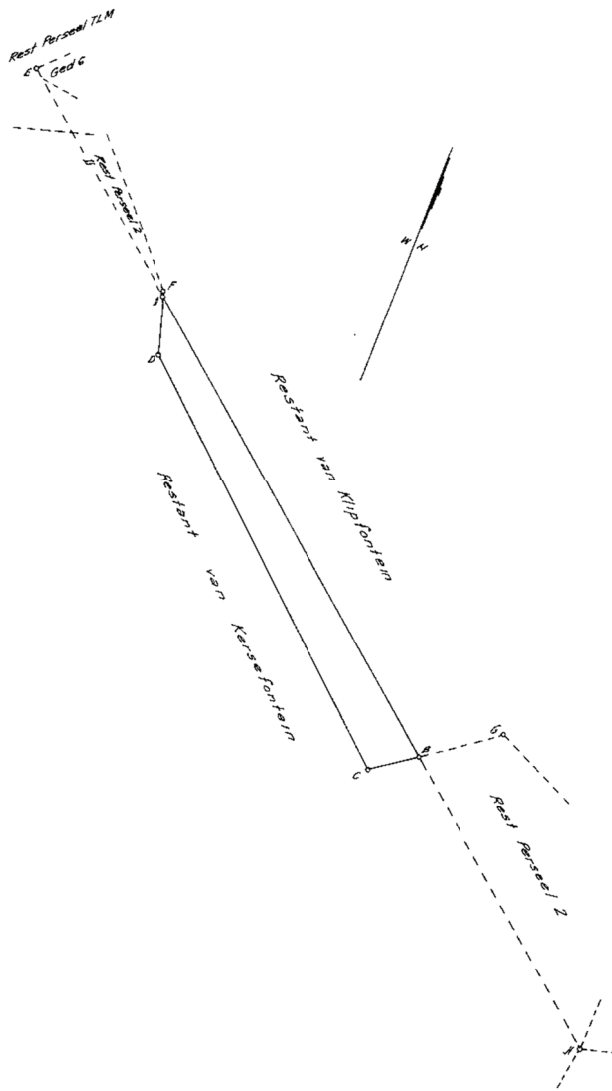 Rest Perseel TLM
E
Ged 6
Rest Perseel 2
F
A
D
W N
Restant van Klipfontein
Restant van Kersefontein
B
G
C
Rest Perseel 2
H